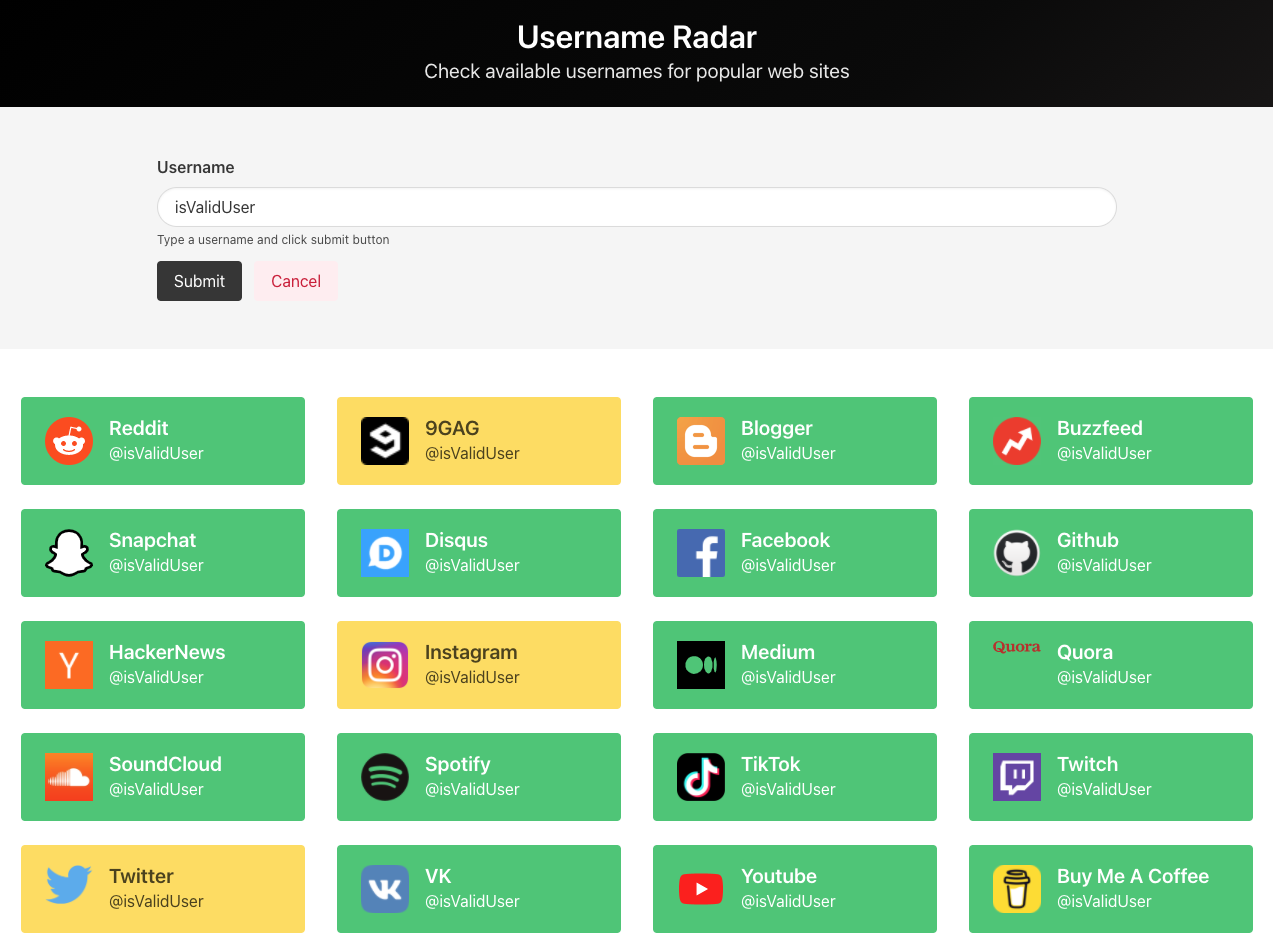 Username Radar
Check available usernames for popular web sites
Username
isValidUser
Type a username and click submit button
Submit
Cancel
Reddit
@isValidUser
9GAG
@isValidUser
Blogger
@isValidUser
Buzzfeed
@isValidUser
Snapchat
@isValidUser
Disqus
@isValidUser
Facebook
@isValidUser
Github
@isValidUser
HackerNews
@isValidUser
Instagram
@isValidUser
Medium
@isValidUser
Quora
Quora
@isValidUser
SoundCloud
@isValidUser
Spotify
@isValidUser
TikTok
@isValidUser
Twitch
@isValidUser
Twitter
@isValidUser
VK
@isValidUser
Youtube
@isValidUser
Buy Me A Coffee
@isValidUser